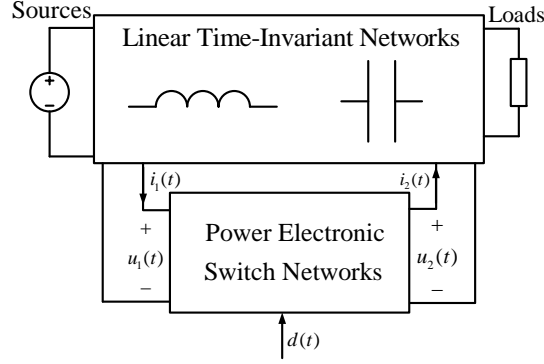 Sources
Loads
Linear Time-Invariant Networks
+
−
i₁(t)
i₂(t)
+
u₁(t)
−
Power Electronic
Switch Networks
+
u₂(t)
−
d(t)